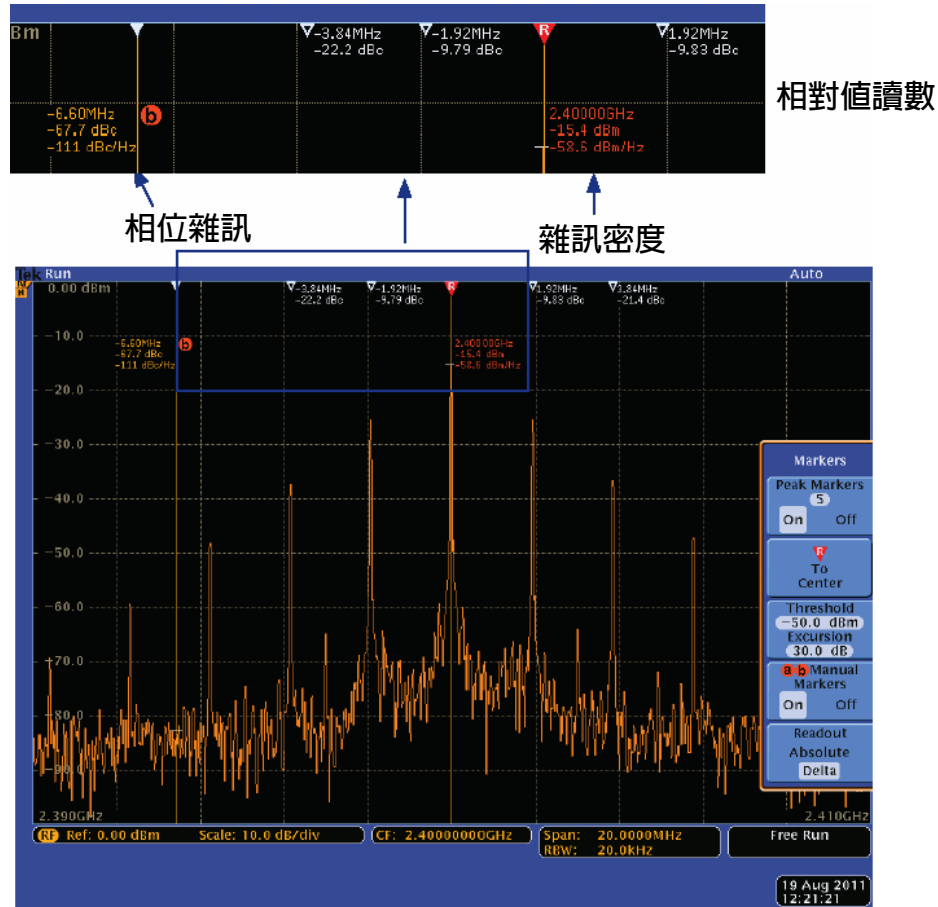 Bm
-3.84MHz
-22.2 dBc
-1.92MHz
-9.79 dBc
R
1.92MHz
-9.83 dBc
-6.60MHz
-67.7 dBc
-111 dBc/Hz
b
2.40000GHz
-15.4 dBm
-58.6 dBm/Hz
相對值讀數
相位雜訊
雜訊密度
Tek Run
Auto
0.00 dBm
-3.84MHz
-22.2 dBc
-1.92MHz
-9.79 dBc
R
1.92MHz
-9.83 dBc
3.84MHz
-21.4 dBc
-10.0
-6.60MHz
-67.7 dBc
-111 dBc/Hz
b
2.40000GHz
-15.4 dBm
-58.6 dBm/Hz
-20.0
-30.0
-40.0
-50.0
-60.0
-70.0
-80.0
-90.0
2.390GHz
2.410GHz
Markers
Peak Markers
5
On Off
R
To
Center
Threshold
-50.0 dBm
Excursion
30.0 dB
a b Manual
Markers
On Off
Readout
Absolute
Delta
RF Ref: 0.00 dBm Scale: 10.0 dB/div
CF: 2.40000000GHz
Span: 20.0000MHz
RBW: 20.0kHz
Free Run
19 Aug 2011
12:21:21